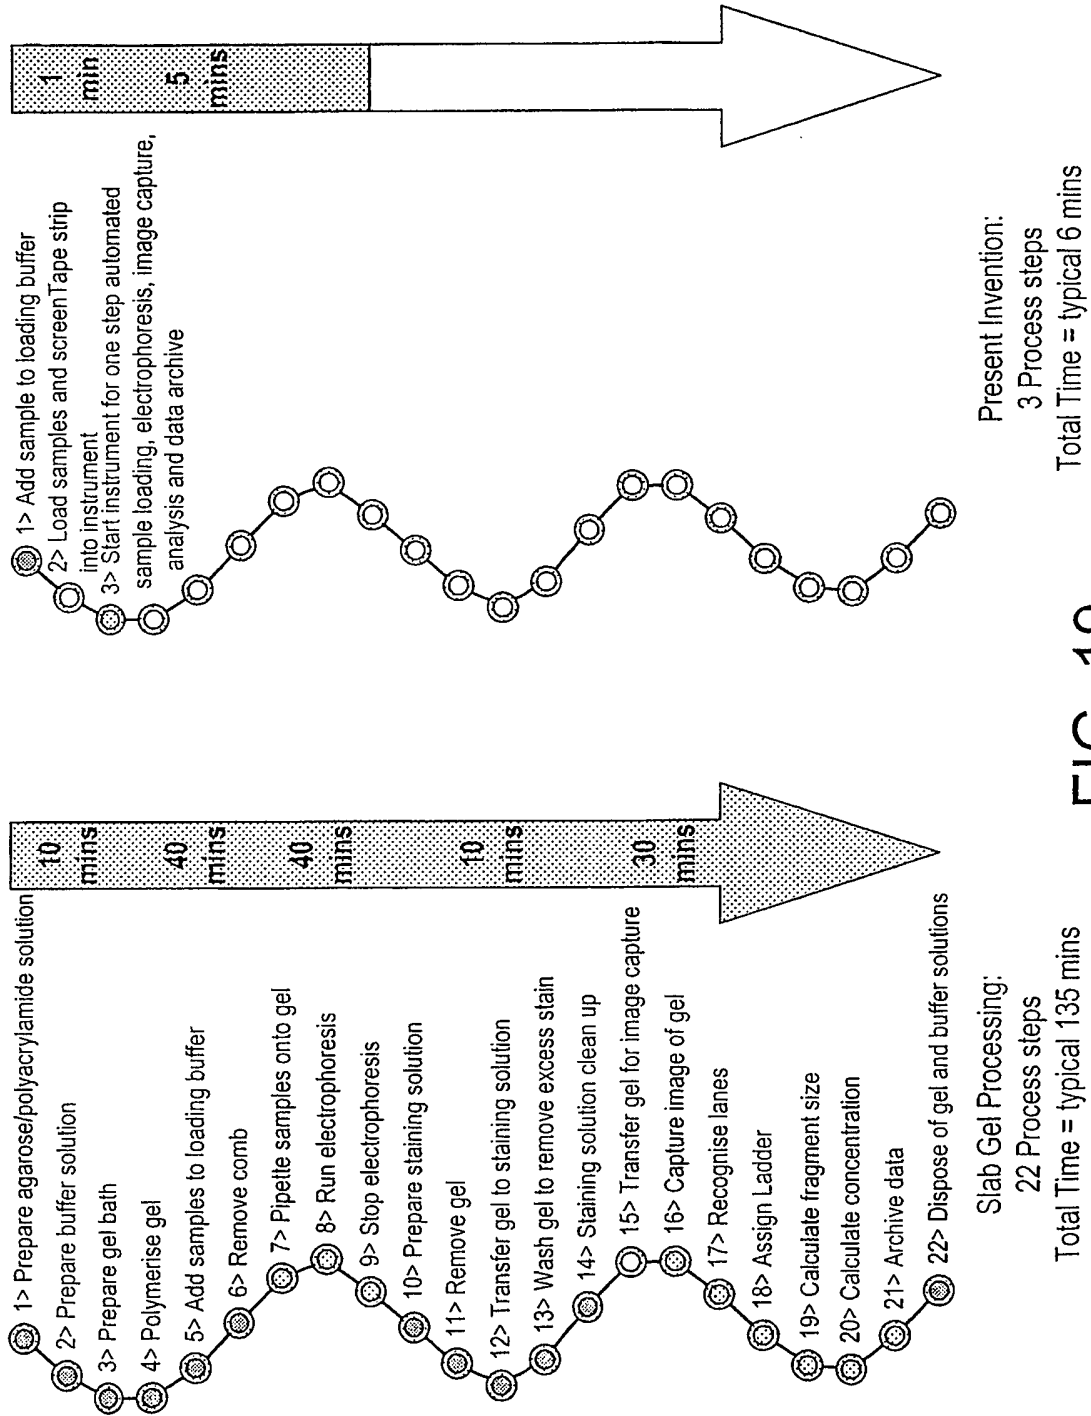 1> Prepare agarose/polyacrylamide solution
2> Prepare buffer solution
3> Prepare gel bath
4> Polymerise gel
5> Add samples to loading buffer
6> Remove comb
7> Pipette samples onto gel
8> Run electrophoresis
9> Stop electrophoresis
10> Prepare staining solution
11> Remove gel
12> Transfer gel to staining solution
13> Wash gel to remove excess stain
14> Staining solution clean up
15> Transfer gel for image capture
16> Capture image of gel
17> Recognise lanes
18> Assign Ladder
19> Calculate fragment size
20> Calculate concentration
21> Archive data
22> Dispose of gel and buffer solutions
10
mins
40
mins
40
mins
10
mins
30
mins
Slab Gel Processing:
22 Process steps
Total Time = typical 135 mins
1> Add sample to loading buffer
2> Load samples and screenTape strip
into instrument
3> Start instrument for one step automated
sample loading, electrophoresis, image capture,
analysis and data archive
1
min
5
mins
Present Invention:
3 Process steps
Total Time = typical 6 mins
FIG